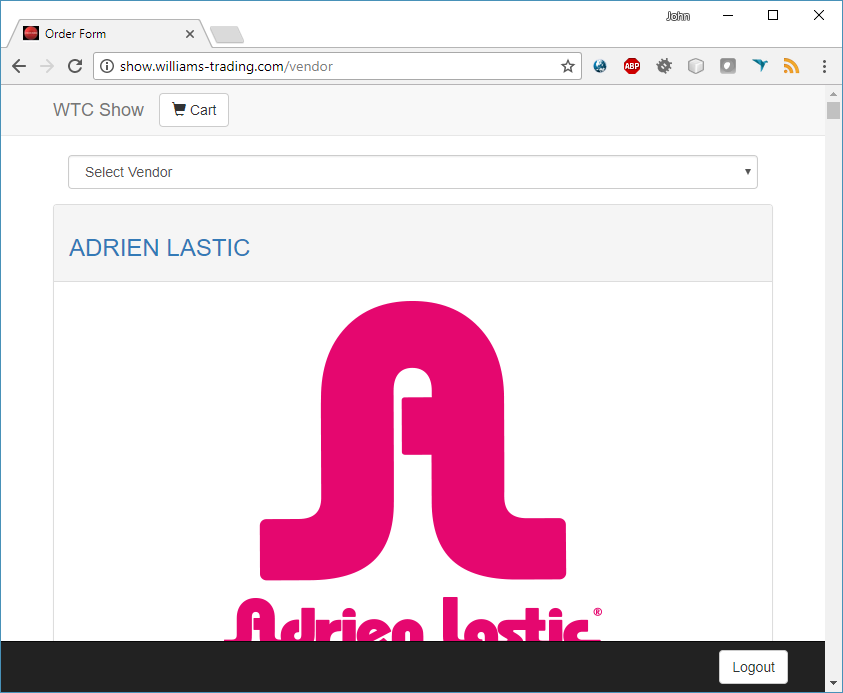 John
Order Form
show.williams-trading.com/vendor
ABP
WTC Show
Cart
Select Vendor
ADRIEN LASTIC
Adrien Lastic®
Logout